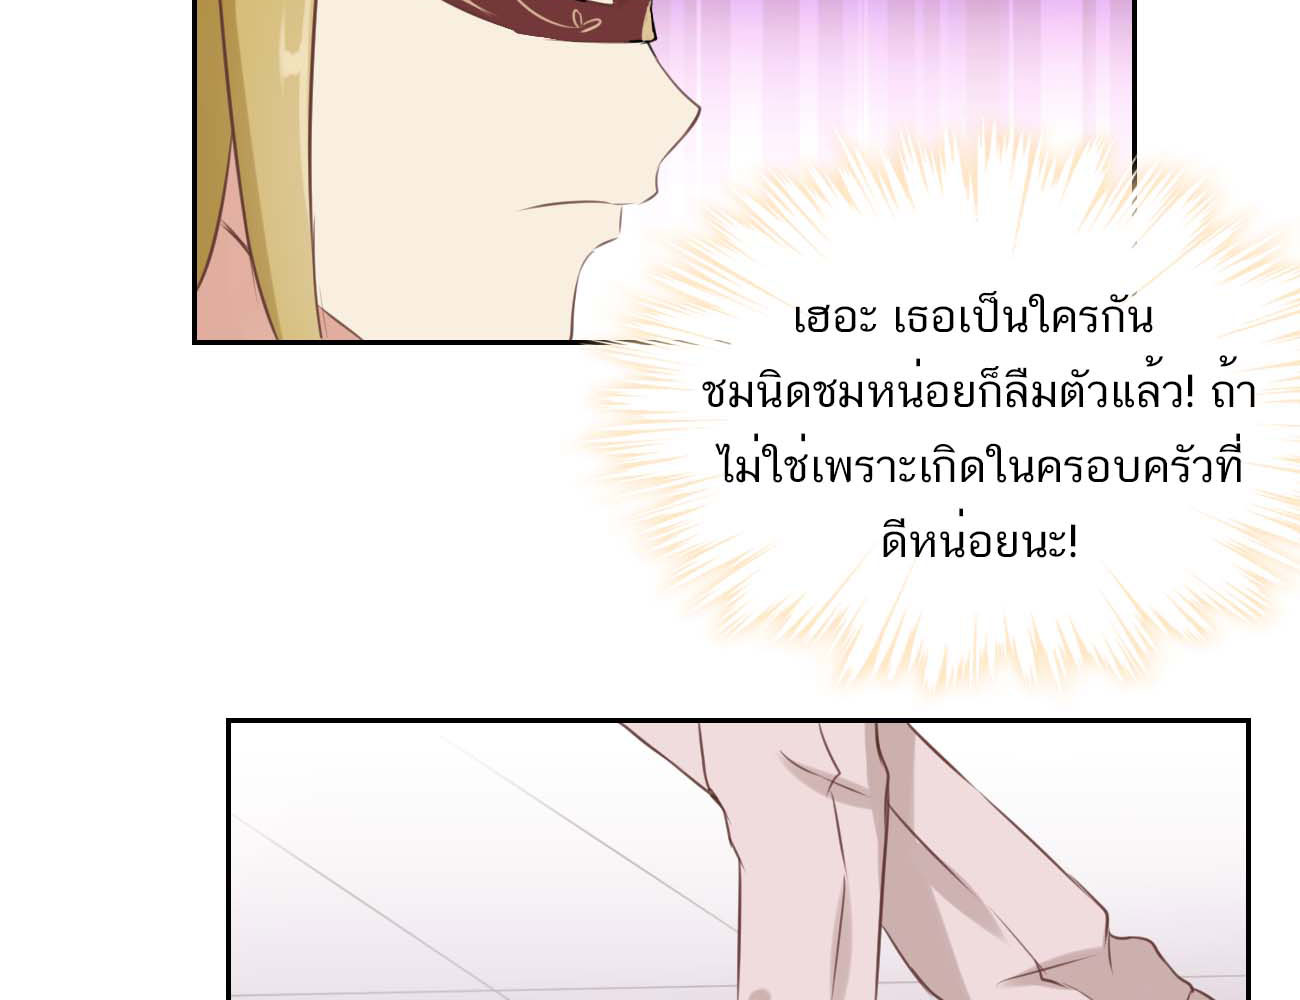 เฮอะ เธอเป็นใครกัน
ชมนิดชมหน่อยก็ลืมตัวแล้ว! ถ้า
ไม่ใช่เพราะเกิดในครอบครัวที่
ดีหน่อยนะ!